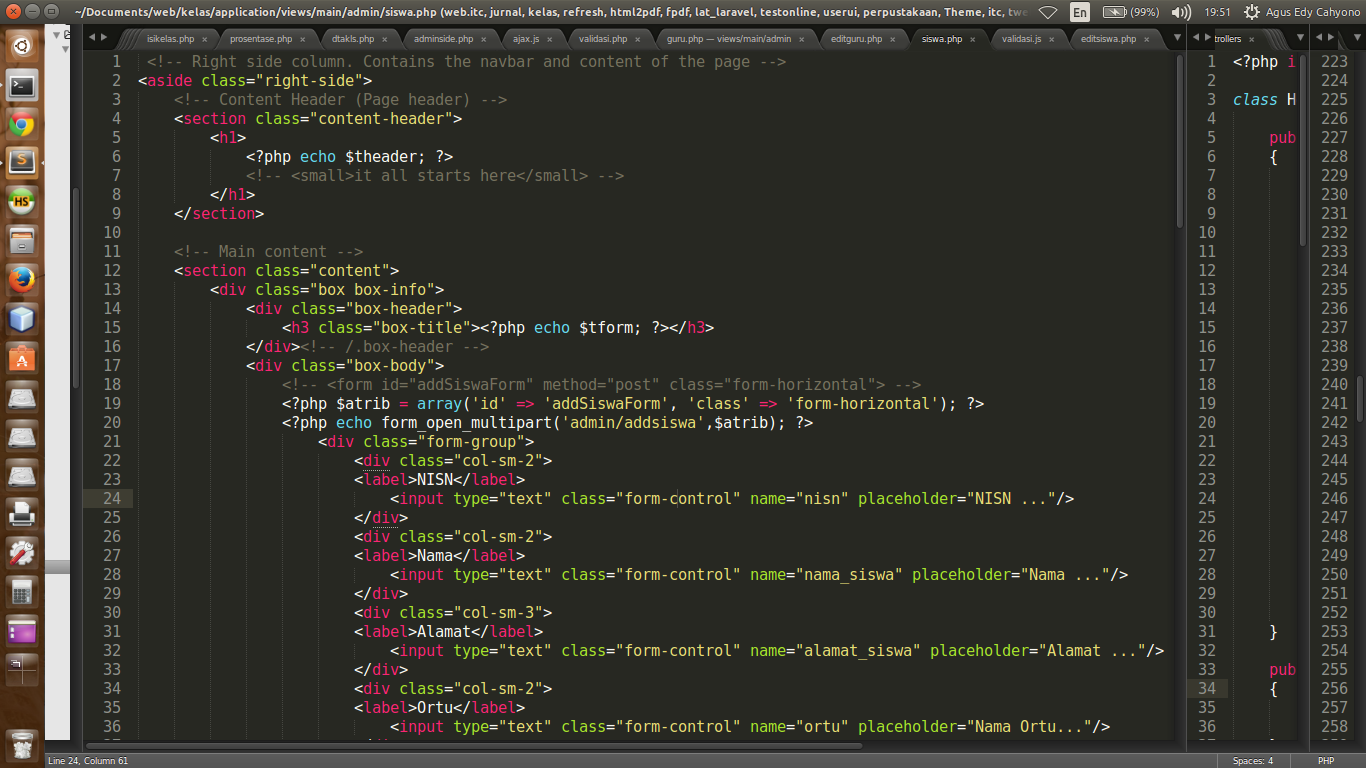 ~/Documents/web/kelas/application/views/main/admin/siswa.php (web.itc, jurnal, kelas, refresh, html2pdf, fpdf, lat_laravel, testonline, userui, perpustakaan, Theme, itc, twe
En (99%) 19:51 Agus Edy Cahyono
isikelas.php × prosentase.php × dtakls.php × adminside.php × ajax.js × validasi.php × guru.php — views/main/admin × editguru.php × siswa.php × validasi.js × editsiswa.php × trollers ×
1 <!-- Right side column. Contains the navbar and content of the page -->
2 <aside class="right-side">
3 <!-- Content Header (Page header) -->
4 <section class="content-header">
5 <h1>
6 <?php echo $theader; ?>
7 <!-- <small>it all starts here</small> -->
8 </h1>
9 </section>
10
11 <!-- Main content -->
12 <section class="content">
13 <div class="box box-info">
14 <div class="box-header">
15 <h3 class="box-title"><?php echo $tform; ?></h3>
16 </div><!-- /.box-header -->
17 <div class="box-body">
18 <!-- <form id="addSiswaForm" method="post" class="form-horizontal"> -->
19 <?php $atrib = array('id' => 'addSiswaForm', 'class' => 'form-horizontal'); ?>
20 <?php echo form_open_multipart('admin/addsiswa',$atrib); ?>
21 <div class="form-group">
22 <div class="col-sm-2">
23 <label>NISN</label>
24 <input type="text" class="form-control" name="nisn" placeholder="NISN ..."/>
25 </div>
26 <div class="col-sm-2">
27 <label>Nama</label>
28 <input type="text" class="form-control" name="nama_siswa" placeholder="Nama ..."/>
29 </div>
30 <div class="col-sm-3">
31 <label>Alamat</label>
32 <input type="text" class="form-control" name="alamat_siswa" placeholder="Alamat ..."/>
33 </div>
34 <div class="col-sm-2">
35 <label>Ortu</label>
36 <input type="text" class="form-control" name="ortu" placeholder="Nama Ortu..."/>
1 <?php i
2
3 class H
4
5 pub
6 {
7
8
9
10
11
12
13
14
15
16
17
18
19
20
21
22
23
24
25
26
27
28
29
30
31 }
32
33 pub
34 {
35
36
223
224
225
226
227
228
229
230
231
232
233
234
235
236
237
238
239
240
241
242
243
244
245
246
247
248
249
250
251
252
253
254
255
256
257
258
Line 24, Column 61 Spaces: 4 PHP